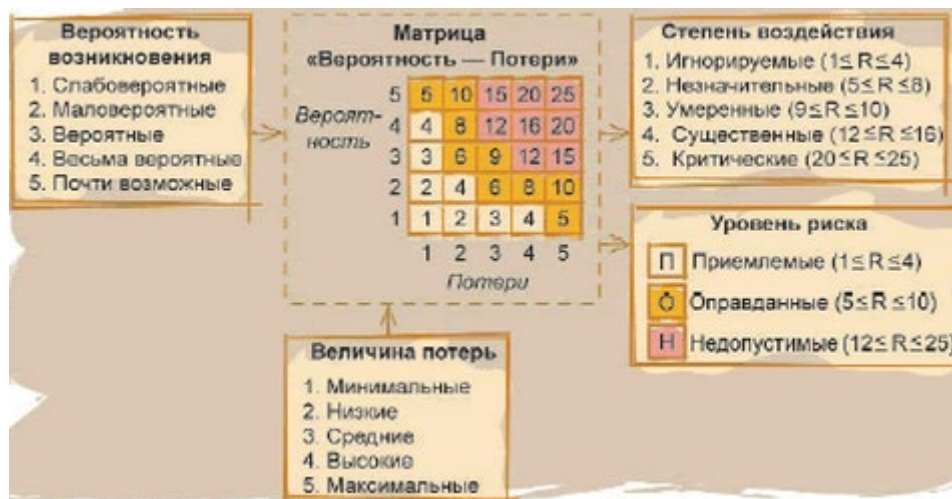 Вероятность
возникновения
1. Слабовероятные
2. Маловероятные
3. Вероятные
4. Весьма вероятные
5. Почти возможные
Матрица
«Вероятность — Потери»
Вероят-
ность
5 5 10 15 20 25
4 4 8 12 16 20
3 3 6 9 12 15
2 2 4 6 8 10
1 1 2 3 4 5
1 2 3 4 5
Потери
Степень воздействия
1. Игнорируемые (1≤ R ≤4)
2. Незначительные (5≤ R ≤8)
3. Умеренные (9≤ R ≤10)
4. Существенные (12≤ R ≤16)
5. Критические (20≤ R ≤25)
Уровень риска
П Приемлемые (1≤ R ≤4)
О Оправданные (5≤ R ≤10)
Н Недопустимые (12≤ R ≤25)
Величина потерь
1. Минимальные
2. Низкие
3. Средние
4. Высокие
5. Максимальные